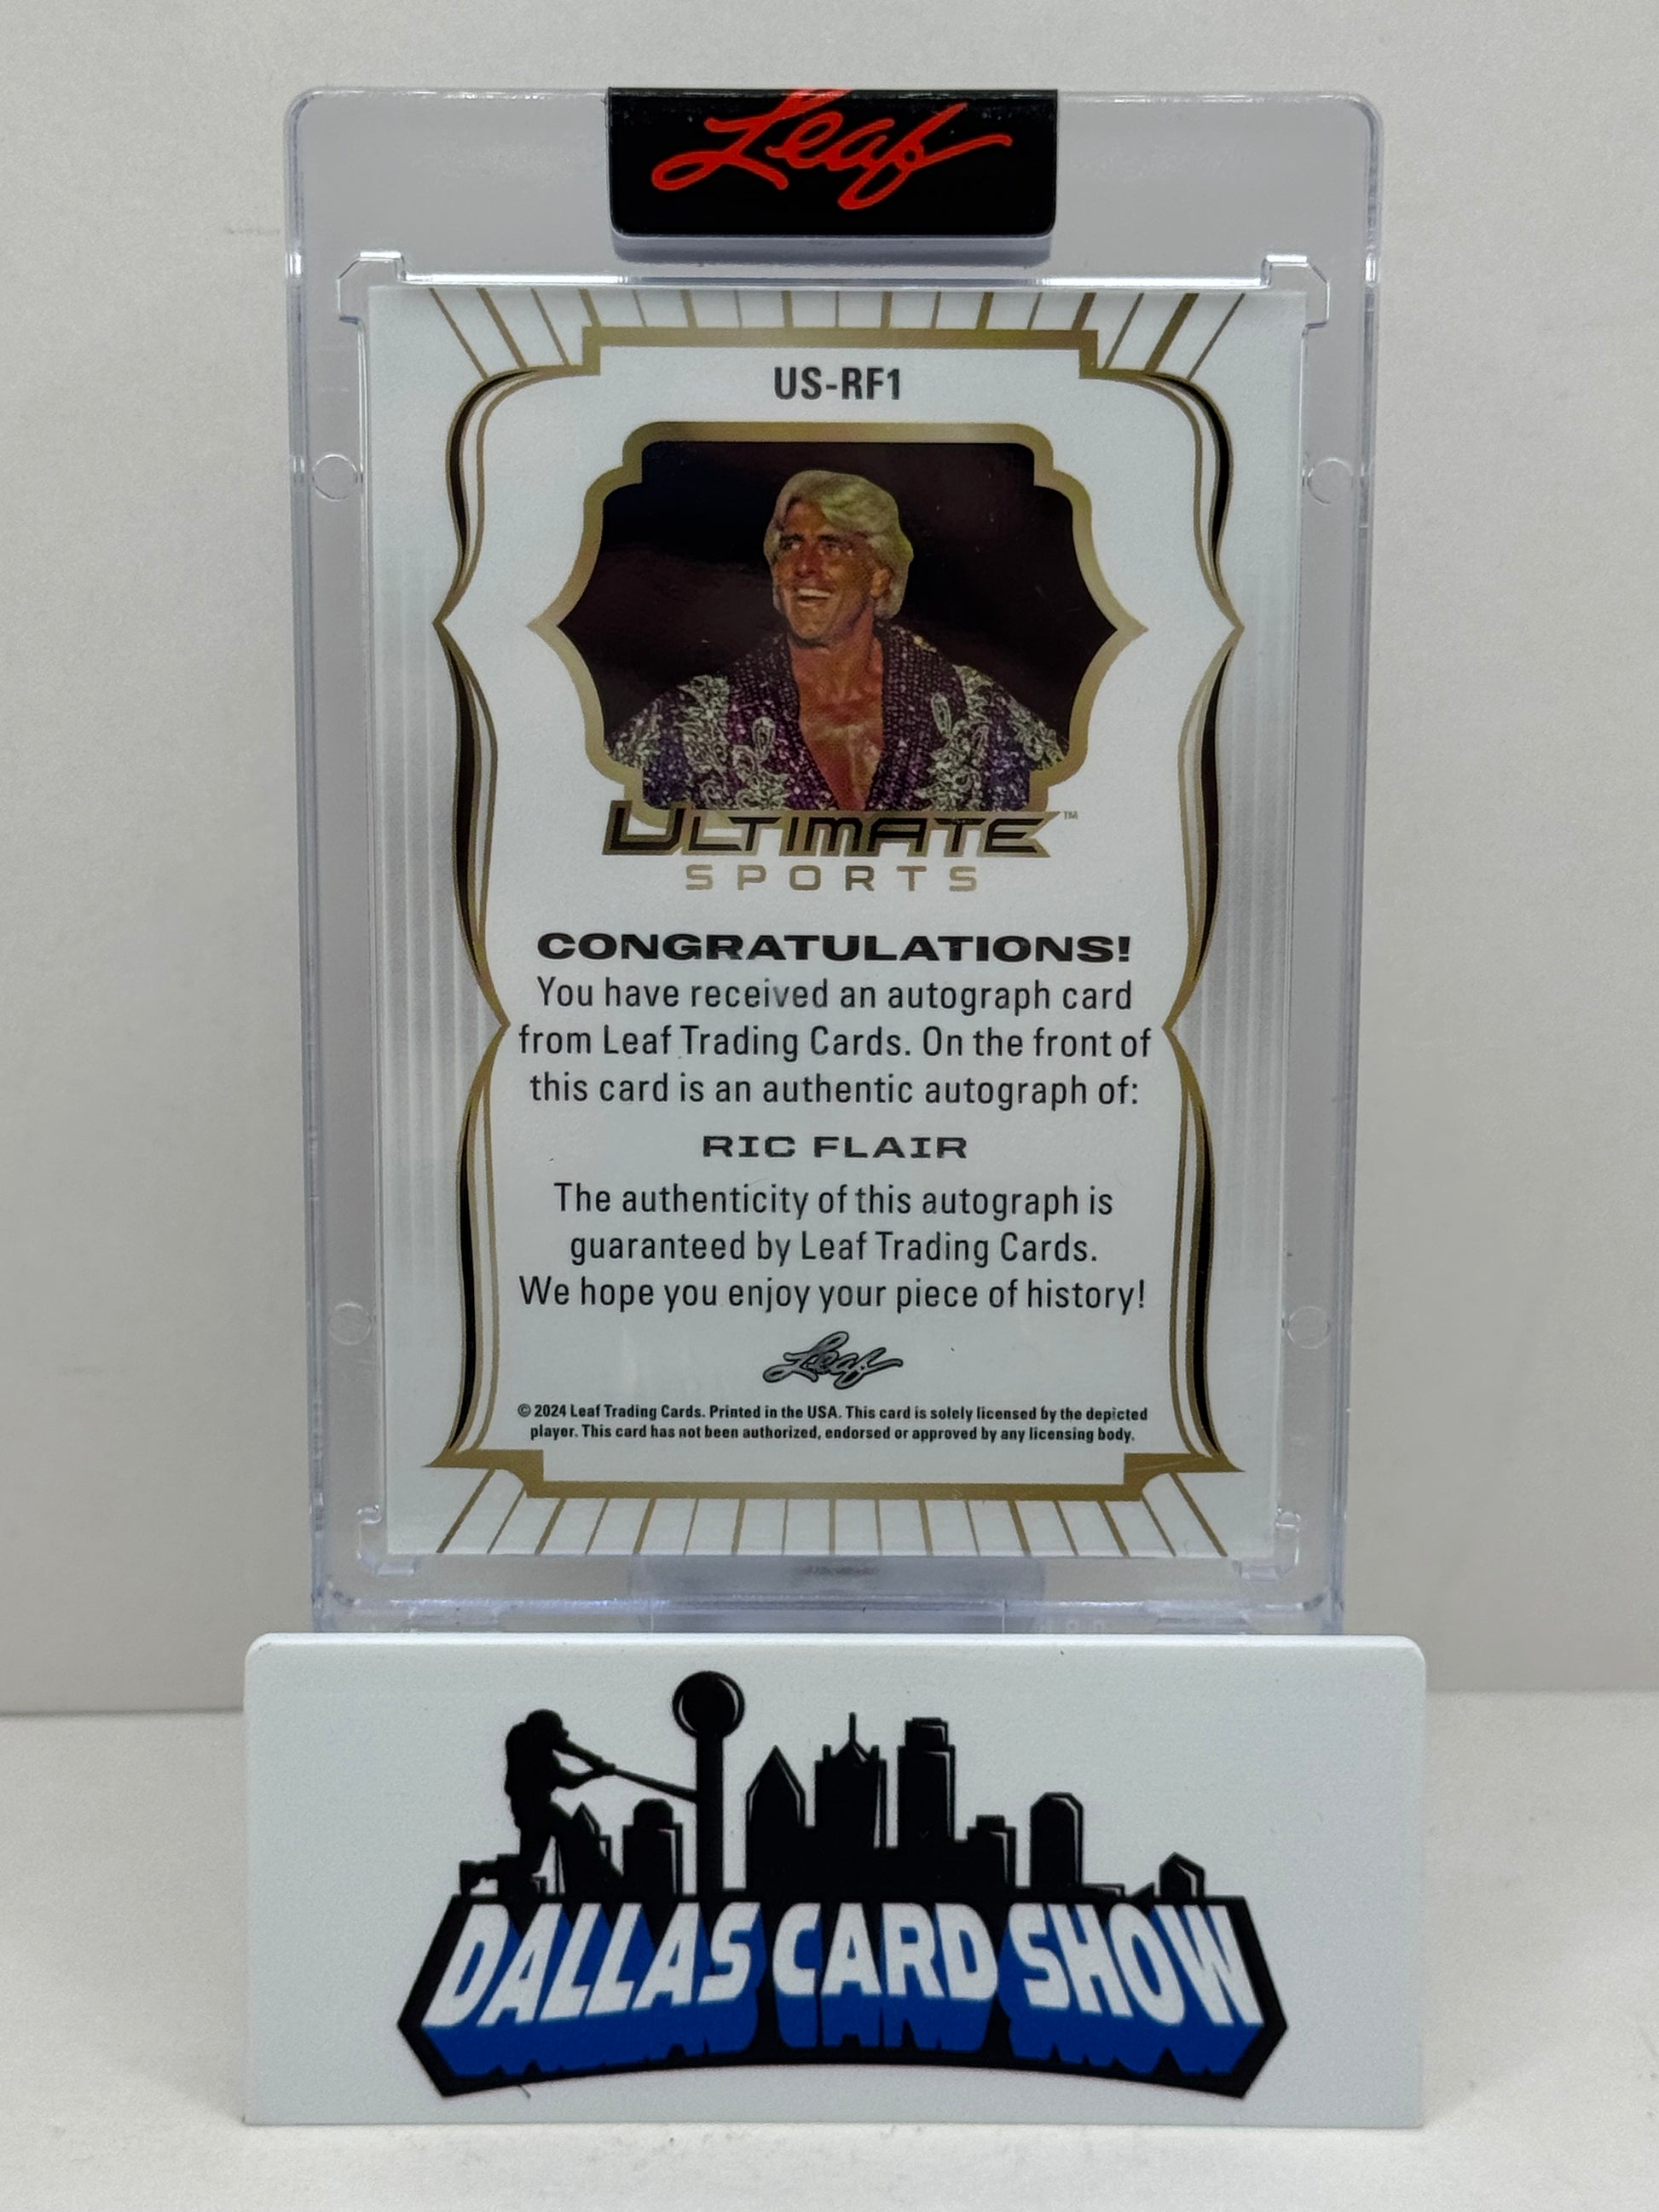 Leaf
US-RF1
ULTIMATE™
SPORTS
CONGRATULATIONS!
You have received an autograph card
from Leaf Trading Cards. On the front of
this card is an authentic autograph of:
RIC FLAIR
The authenticity of this autograph is
guaranteed by Leaf Trading Cards.
We hope you enjoy your piece of history!
Leaf
© 2024 Leaf Trading Cards. Printed in the USA. This card is solely licensed by the depicted
player. This card has not been authorized, endorsed or approved by any licensing body.
DALLAS CARD SHOW